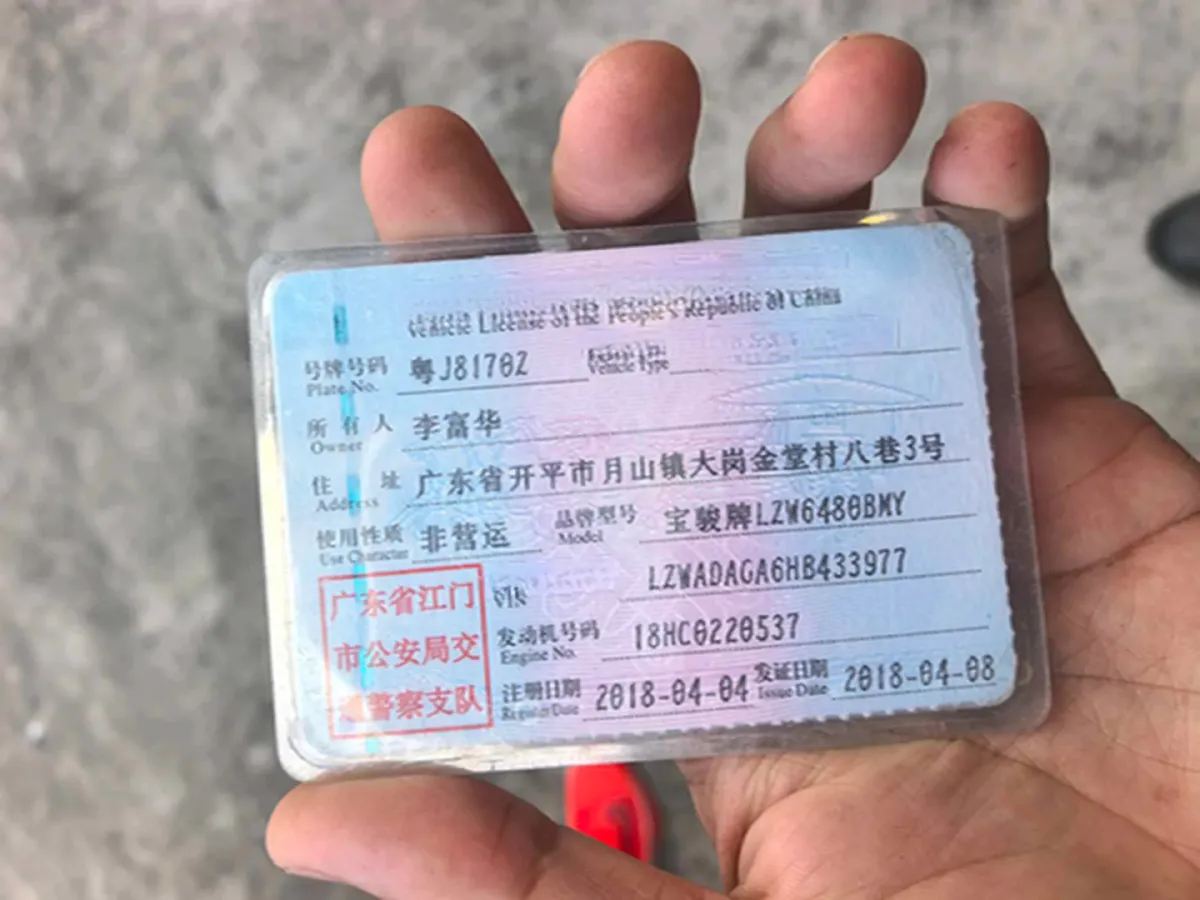 Vehicle License of the People's Republic of China
号牌号码 粤J8170Z
Plate No. Vehicle Type
所有人 李富华
Owner
住址 广东省开平市月山镇大岗金堂村八巷3号
Address
使用性质 非营运 品牌型号 宝骏牌LZW6480BMY
Use Character Model
LZWADAGA6HB433977
VIN
发动机号码 18HC0220537
Engine No.
注册日期 2018-04-04 发证日期 2018-04-08
Register Date Issue Date
广东省江门
市公安局交
警察支队